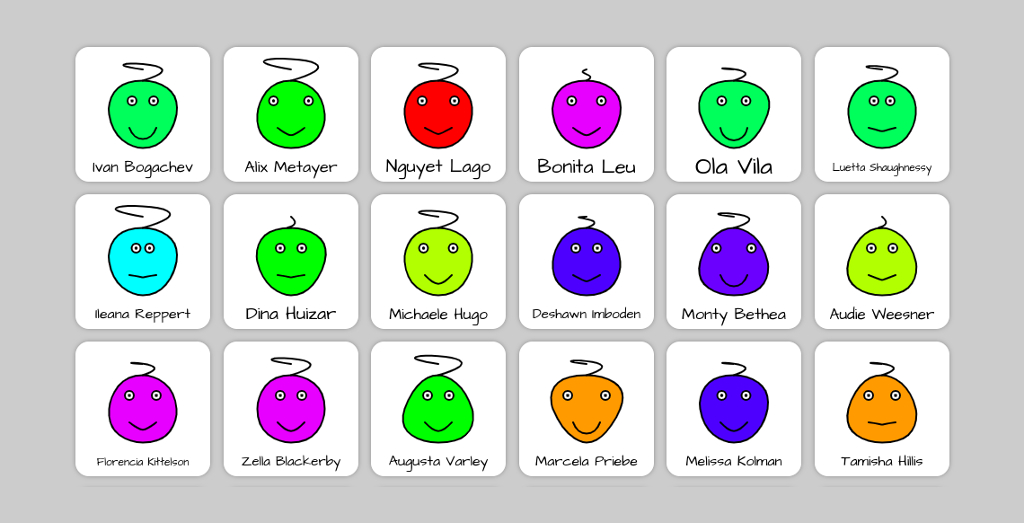 Ivan Bogachev
Alix Metayer
Nguyet Lago
Bonita Leu
Ola Vila
Luetta Shaughnessy
Ileana Reppert
Dina Huizar
Michaele Hugo
Deshawn Imboden
Monty Bethea
Audie Weesner
Florencia Kittelson
Zella Blackerby
Augusta Varley
Marcela Priebe
Melissa Kolman
Tamisha Hillis